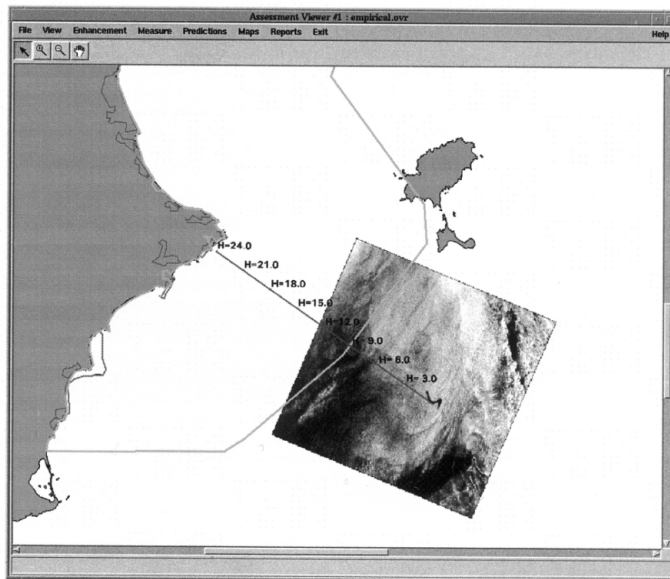 Assessment Viewer #1 : empirical.ovr
File View Enhancement Measure Predictions Maps Reports Exit Help
H=24.0
H=21.0
H=18.0
H=15.0
H=12.0
H= 9.0
H= 6.0
H= 3.0